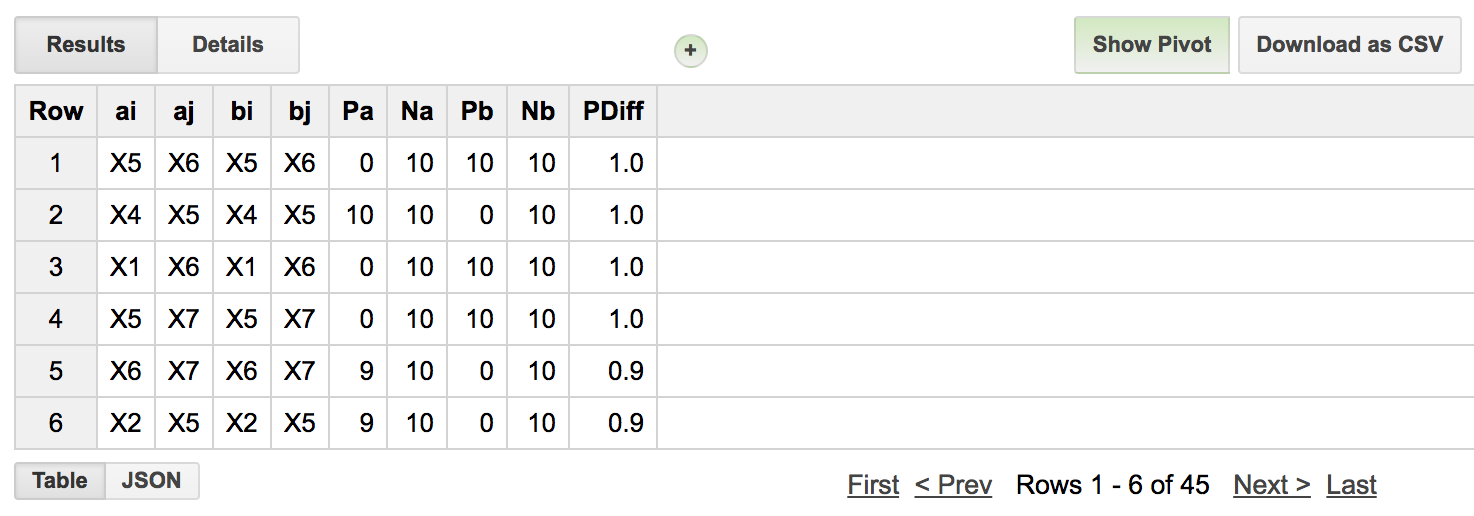 Results Details + Show Pivot Download as CSV
Row ai aj bi bj Pa Na Pb Nb PDiff
1 X5 X6 X5 X6 0 10 10 10 1.0
2 X4 X5 X4 X5 10 10 0 10 1.0
3 X1 X6 X1 X6 0 10 10 10 1.0
4 X5 X7 X5 X7 0 10 10 10 1.0
5 X6 X7 X6 X7 9 10 0 10 0.9
6 X2 X5 X2 X5 9 10 0 10 0.9
Table JSON First < Prev Rows 1 - 6 of 45 Next > Last